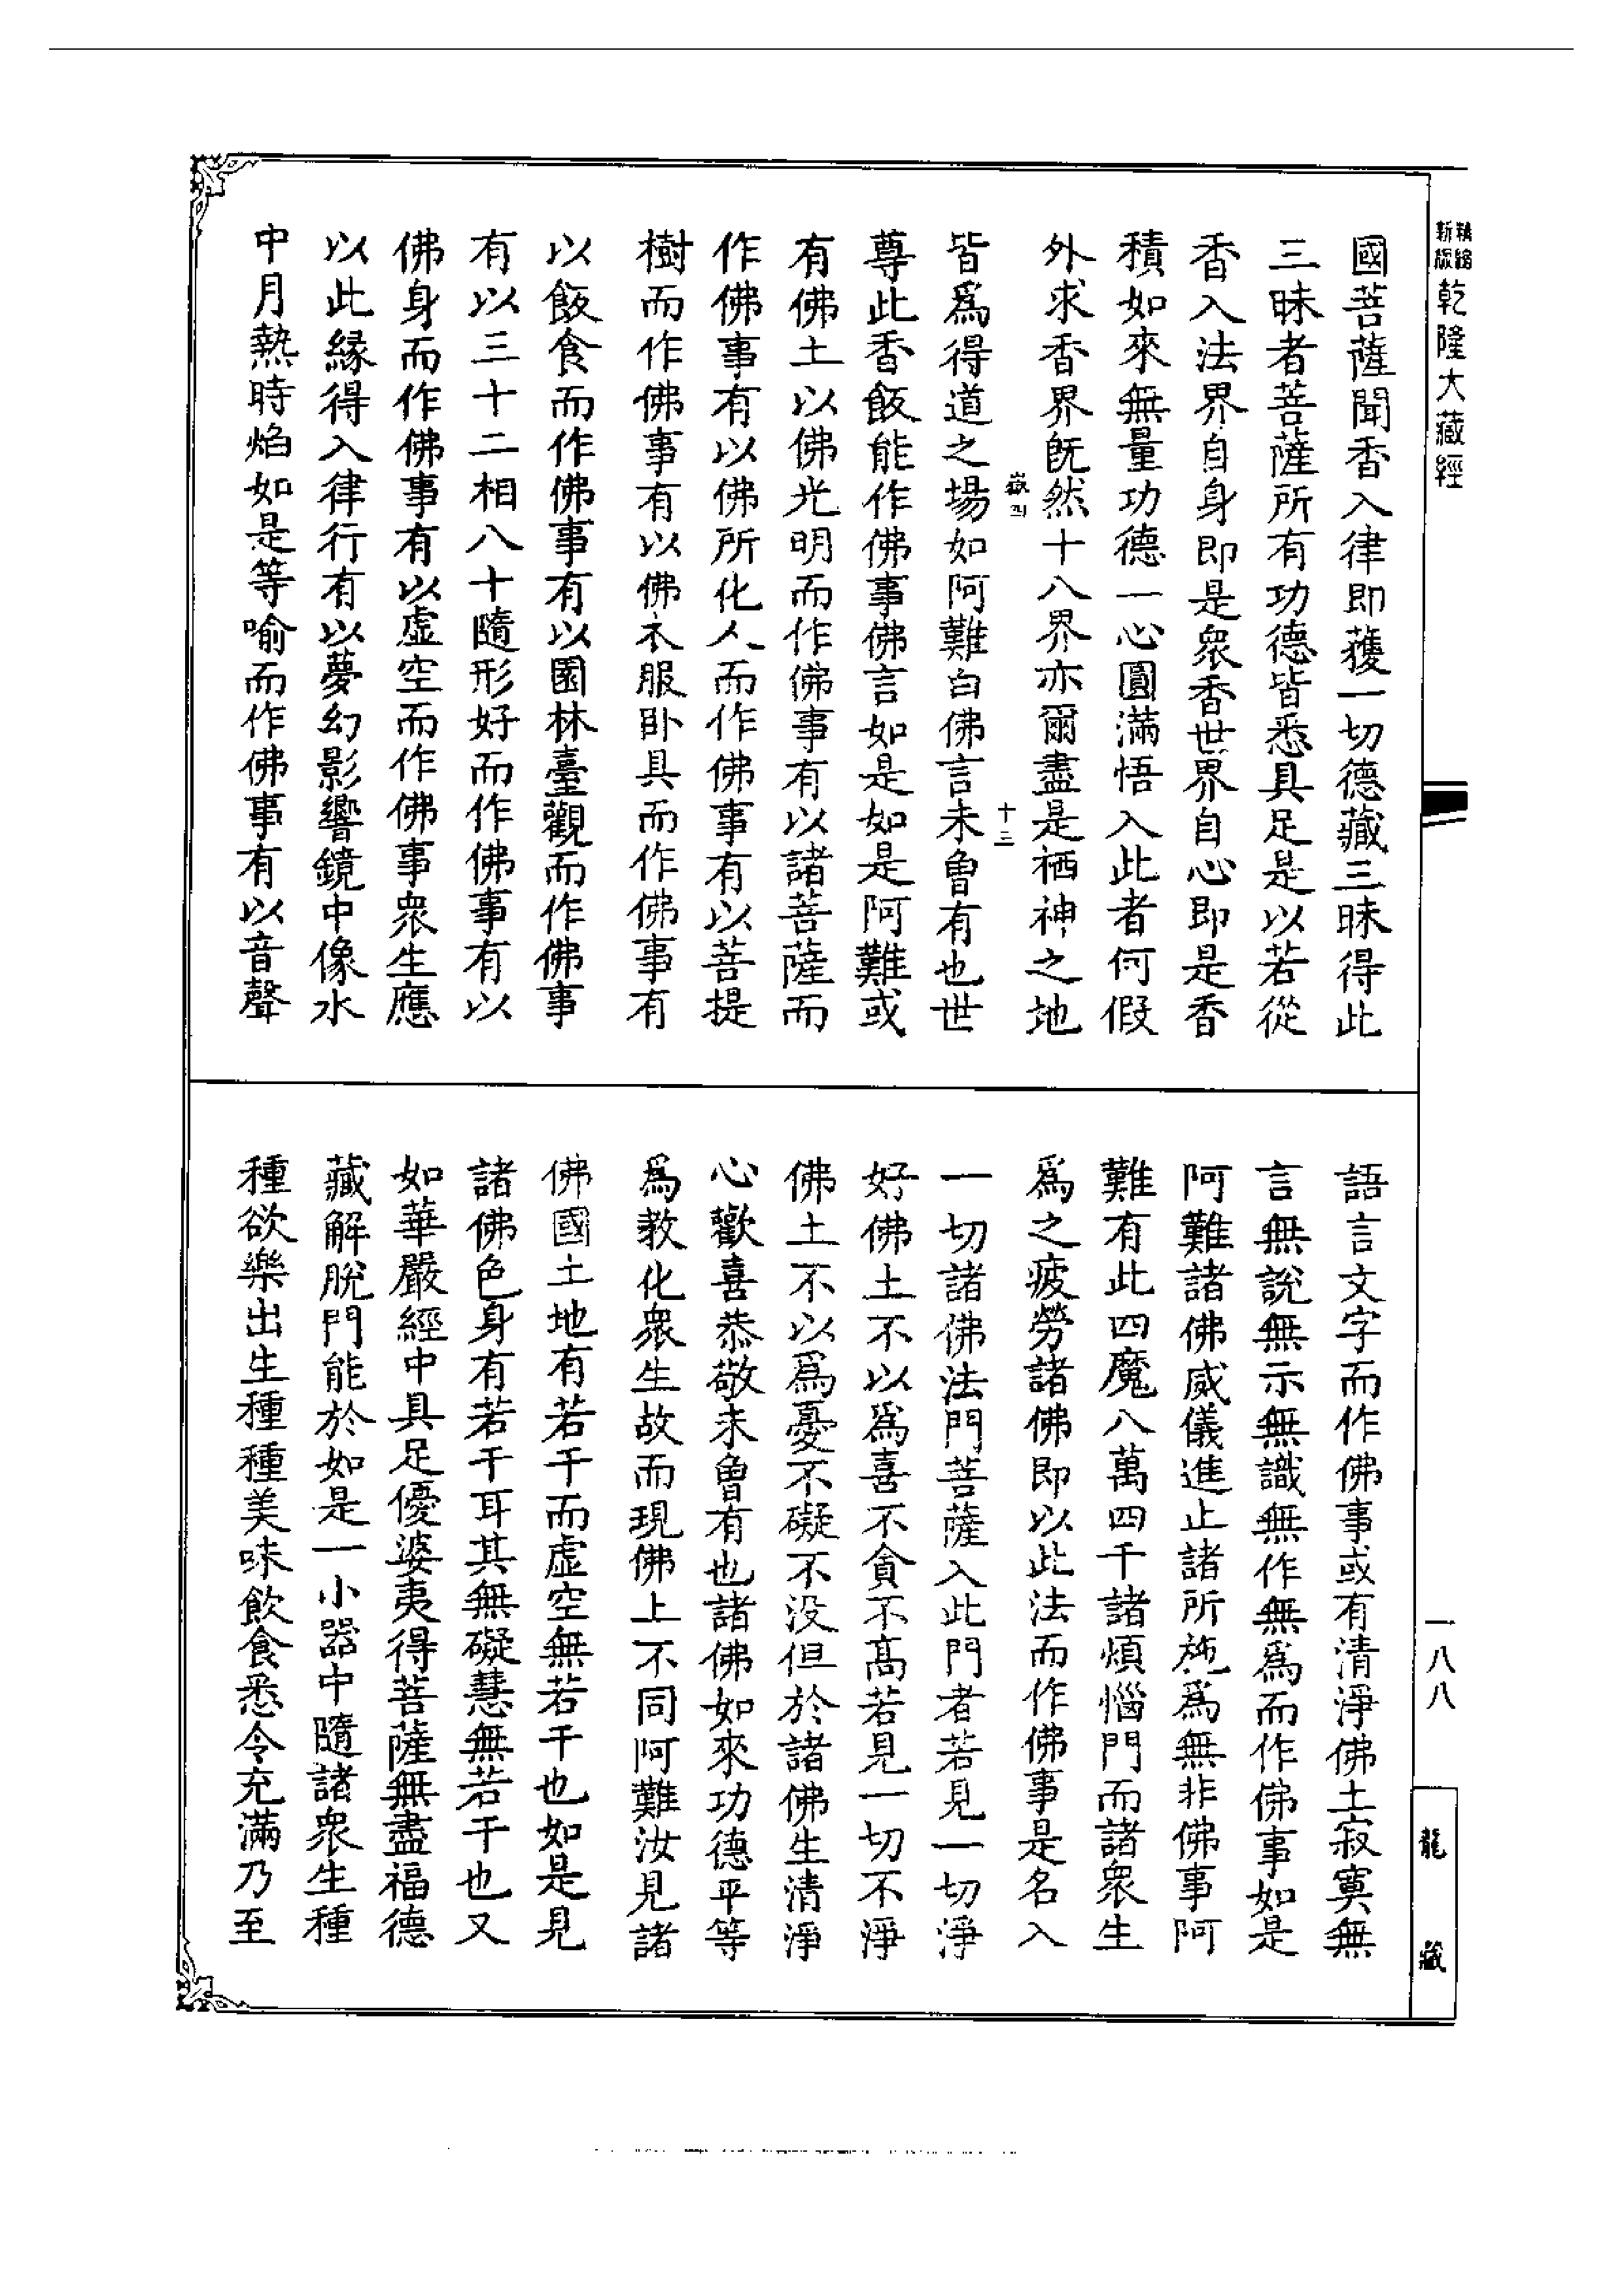 精繕
新版
乾隆大藏經
國菩薩聞香入律即獲一切德藏三昧得此
三昧者菩薩所有功德皆悉具足是以若從
香入法界自身即是衆香世界自心即是香
積如來無量功德一心圓滿悟入此者何假
外求香界既然十八界亦爾盡是栖神之地
嶽四
十三
皆爲得道之場如阿難白佛言未曾有也世
尊此香飯能作佛事佛言如是如是阿難或
有佛土以佛光明而作佛事有以諸菩薩而
作佛事有以佛所化人而作佛事有以菩提
樹而作佛事有以佛衣服卧具而作佛事有
以飯食而作佛事有以園林臺觀而作佛事
有以三十二相八十隨形好而作佛事有以
佛身而作佛事有以虛空而作佛事衆生應
以此緣得入律行有以夢幻影響鏡中像水
中月熱時焰如是等喻而作佛事有以音聲
語言文字而作佛事或有清淨佛土寂寞無
言無說無示無識無作無爲而作佛事如是
阿難諸佛威儀進止諸所施爲無非佛事阿
難有此四魔八萬四千諸煩惱門而諸衆生
爲之疲勞諸佛即以此法而作佛事是名入
一切諸佛法門菩薩入此門者若見一切淨
好佛土不以爲喜不貪不高若見一切不淨
佛土不以爲憂不礙不没但於諸佛生清淨
心歡喜恭敬未曾有也諸佛如來功德平等
爲教化衆生故而現佛土不同阿難汝見諸
佛國土地有若干而虛空無若干也如是見
諸佛色身有若干耳其無礙慧無若干也又
如華嚴經中具足優婆夷得菩薩無盡福德
藏解脫門能於如是一小器中隨諸衆生種
種欲樂出生種種美味飲食悉令充滿乃至
一八八
龍藏